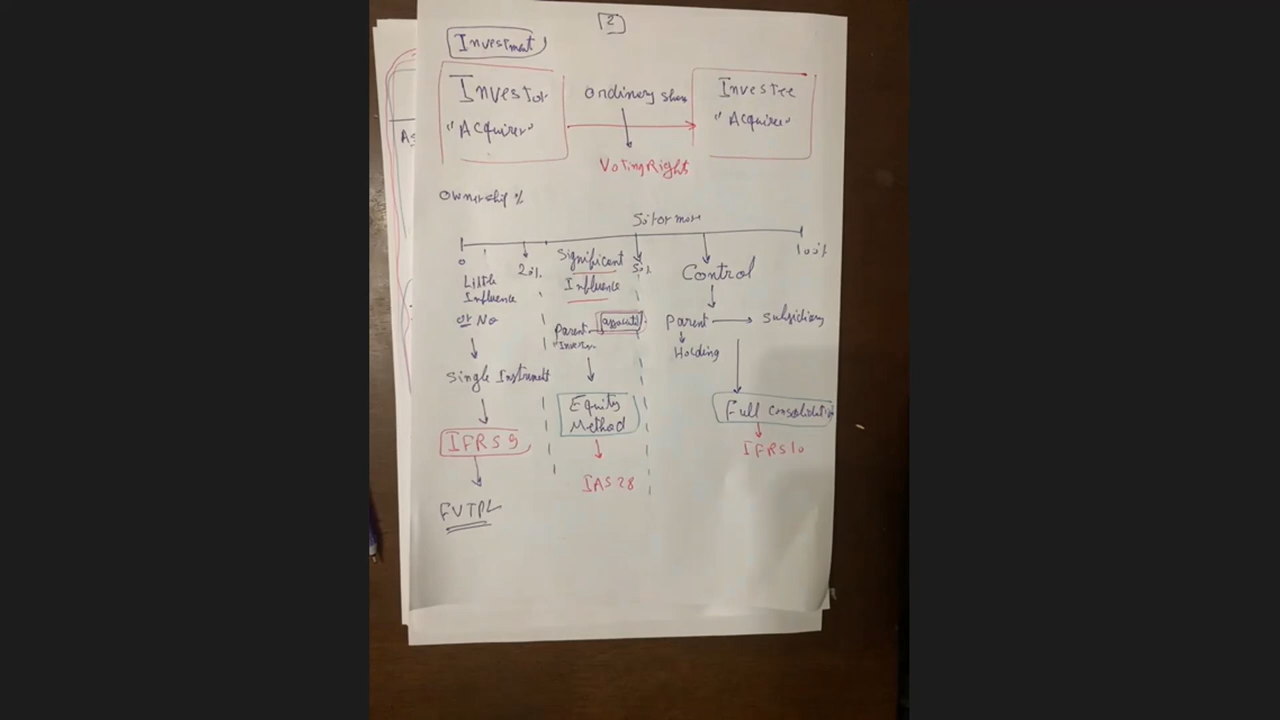 2
Investment
Investor
"Acquirer"
ordinary share
Investee
"Acquiree"
Voting Right
Ownership %
50% or more
0
20%
50%
100%
Little
Influence
or No
Single Instrument
IFRS 9
FVTPL
Significant
Influence
Parent
"Investor
associate
Equity
Method
IAS 28
Control
Parent
Subsidiary
Holding
Full consolidation
IFRS 10